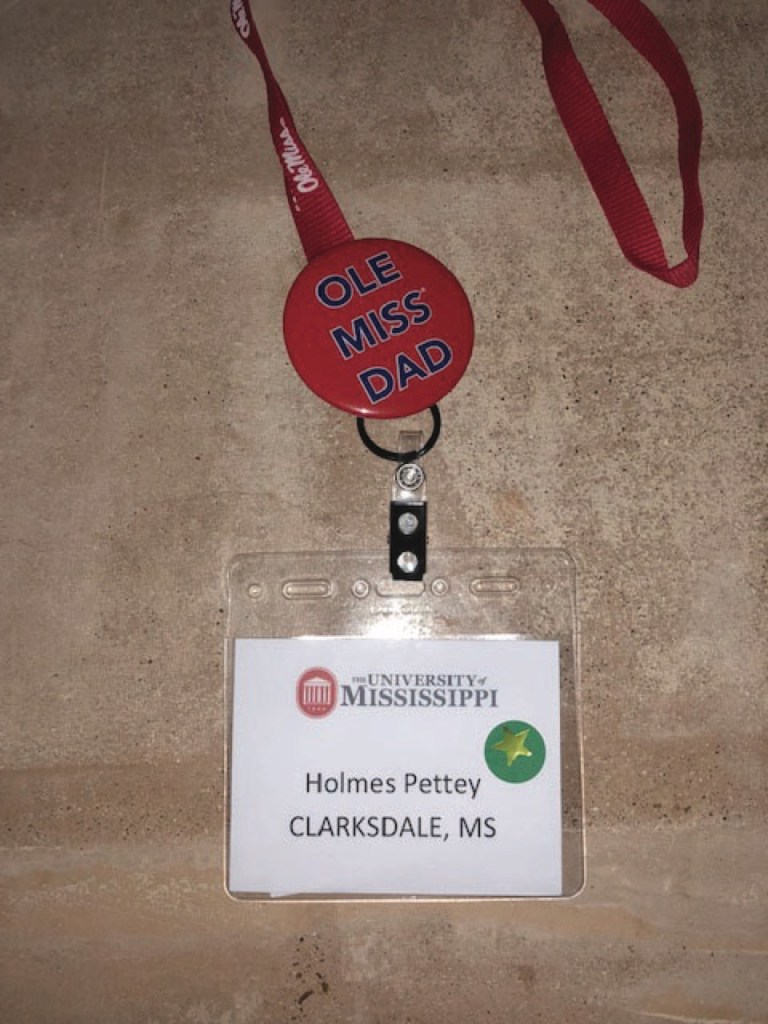 Ole Miss
OLE
MISS
DAD
THE UNIVERSITY of
MISSISSIPPI
Holmes Pettey
CLARKSDALE, MS